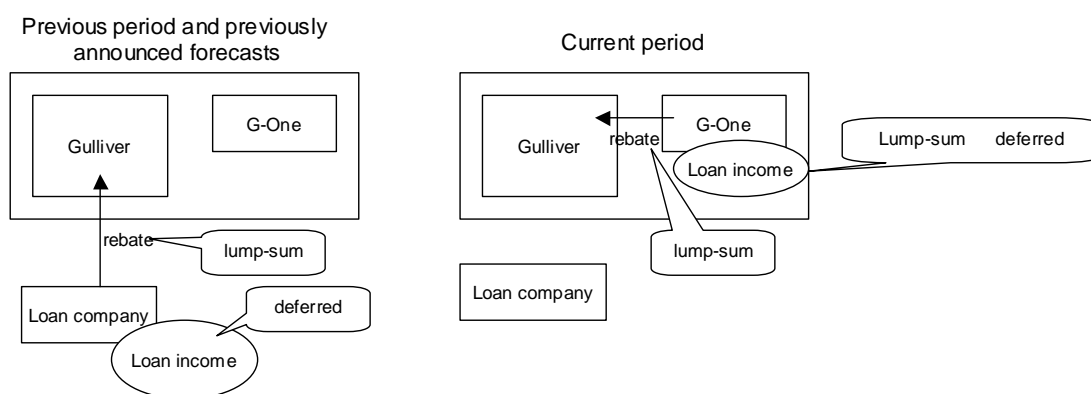 Previous period and previously
announced forecasts
Gulliver
G-One
rebate
lump-sum
Loan company
deferred
Loan income
Current period
Gulliver
G-One
rebate
Loan income
Lump-sum deferred
lump-sum
Loan company